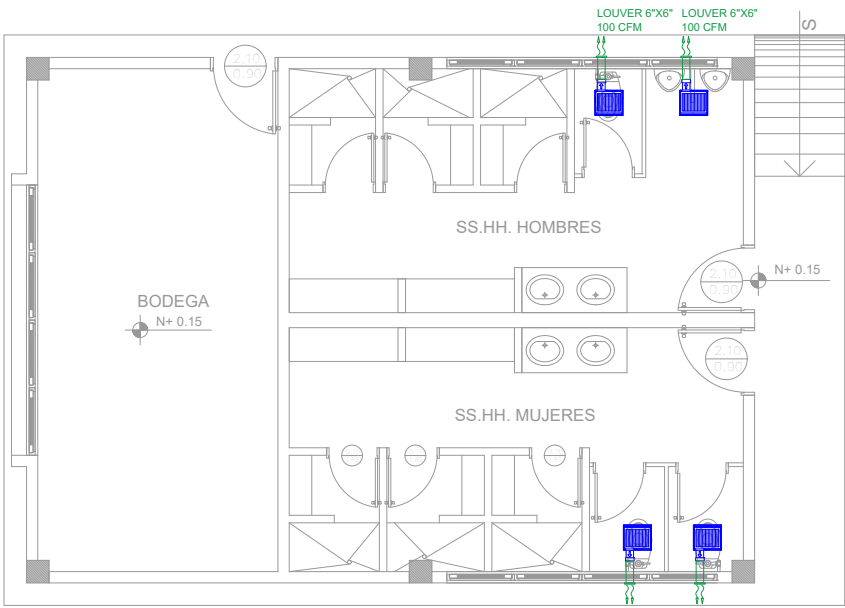 LOUVER 6"X6"
100 CFM
LOUVER 6"X6"
100 CFM
S
2.10
0.90
SS.HH. HOMBRES
2.10
0.90
N+ 0.15
BODEGA
N+ 0.15
2.10
0.90
SS.HH. MUJERES